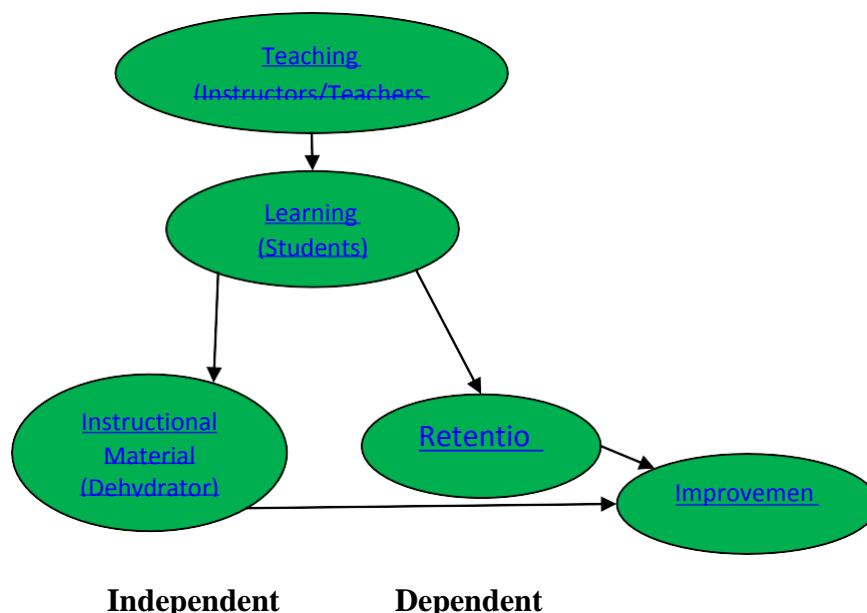 Teaching
(Instructors/Teachers
Learning
(Students)
Instructional
Material
(Dehydrator)
Retentio
Improvemen
Independent Dependent